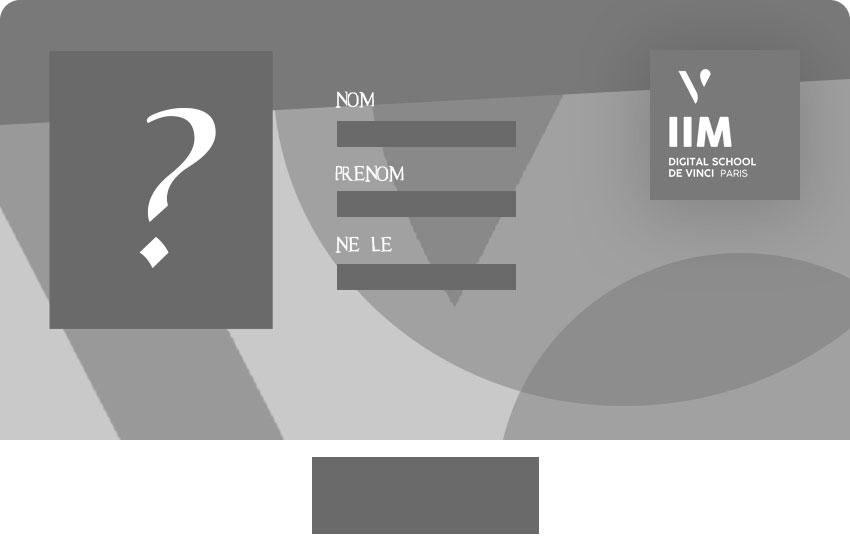 ?
NOM
PRENOM
NE LE
IIM
DIGITAL SCHOOL
DE VINCI PARIS